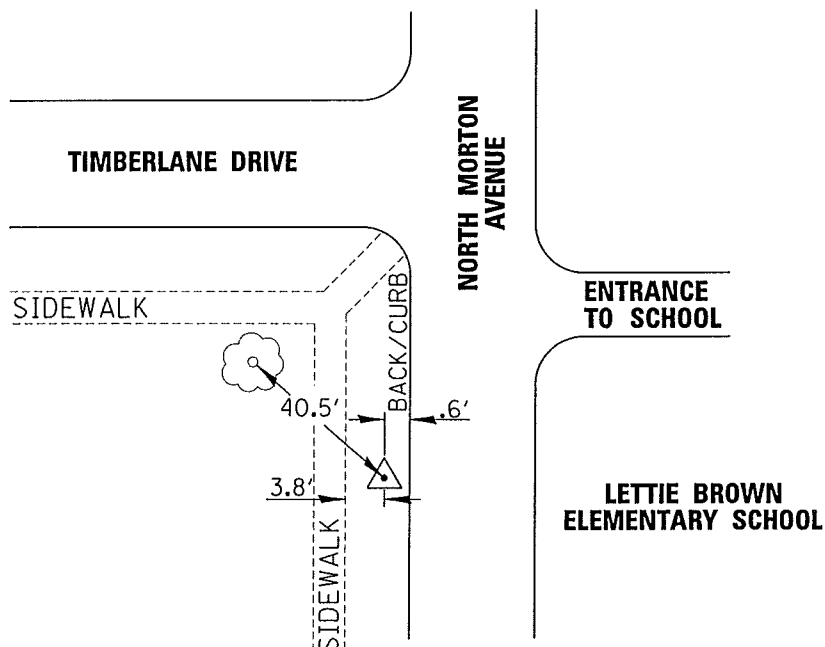 TIMBERLANE DRIVE
NORTH MORTON
AVENUE
SIDEWALK
BACK/CURB
ENTRANCE
TO SCHOOL
40.5'
.6'
3.8'
LETTIE BROWN
ELEMENTARY SCHOOL
SIDEWALK